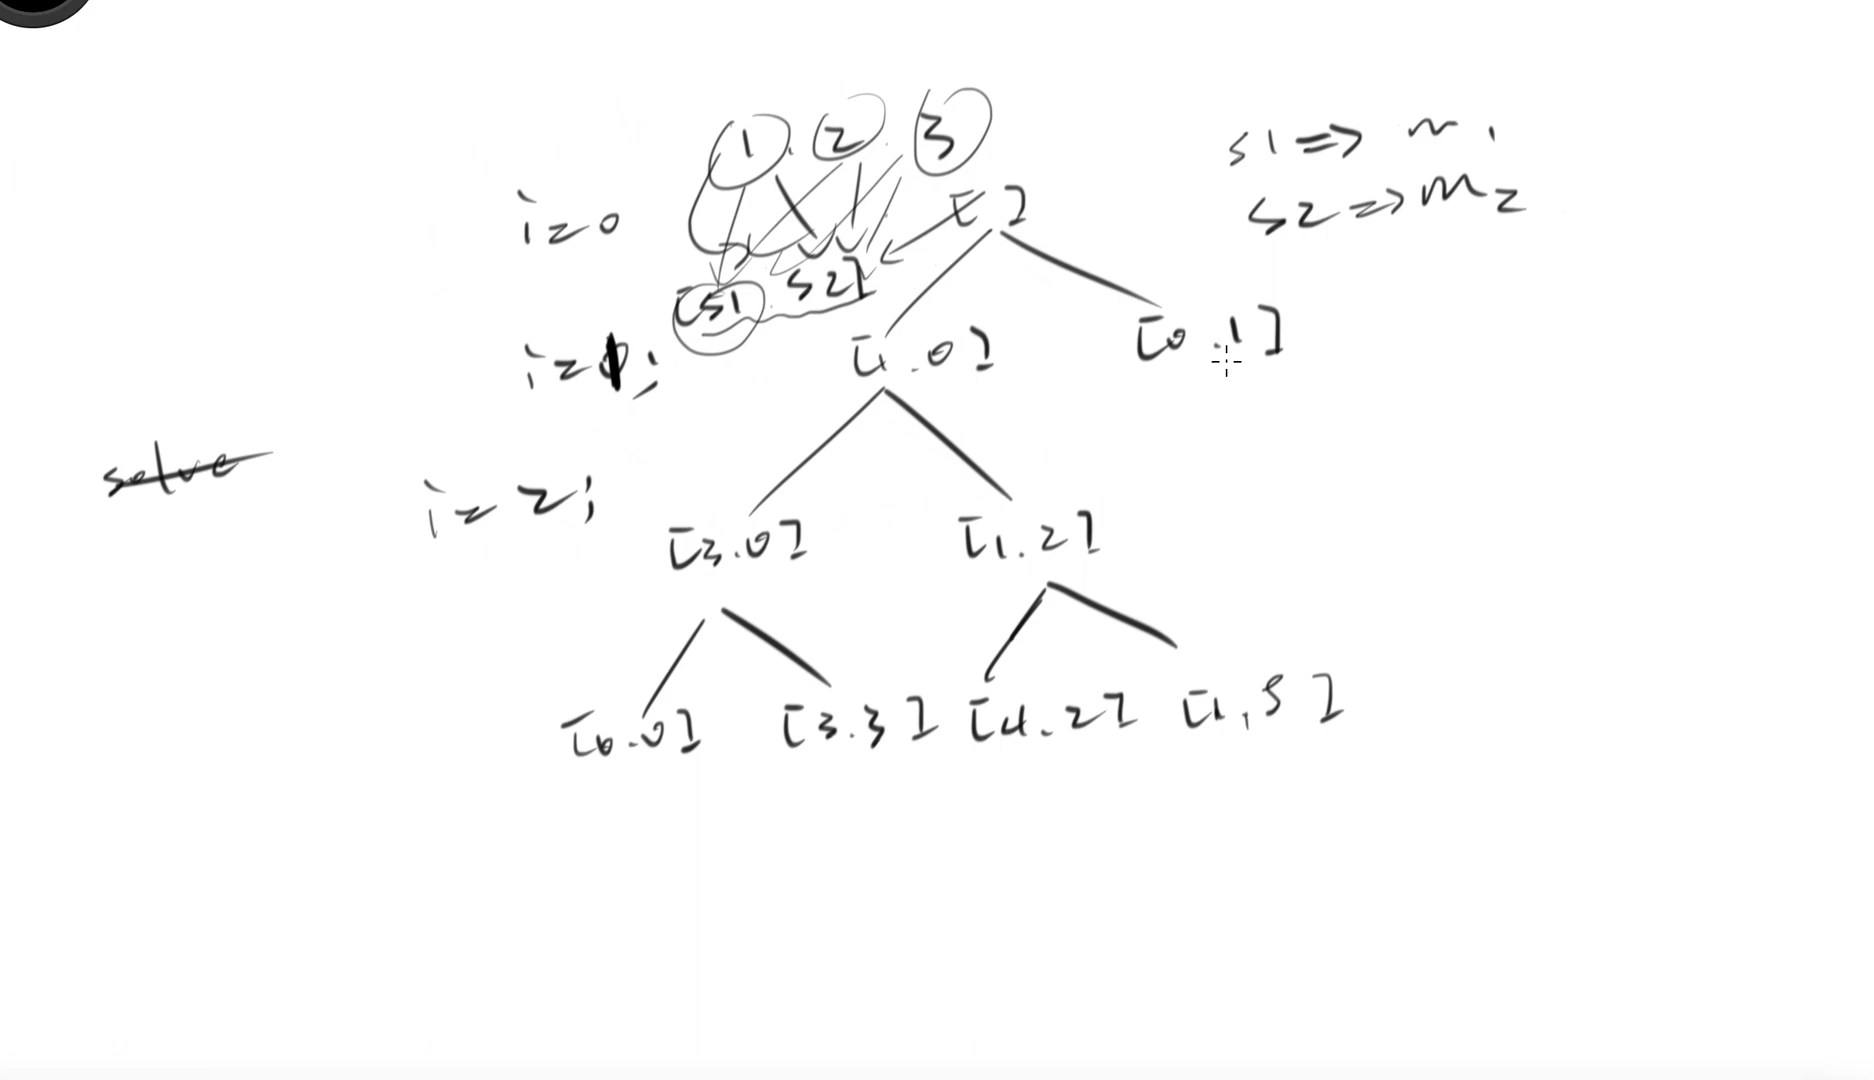 1 . 2 . 3
s1 => m1
s2 => m2
i=0
[ ]
[s1 . s2]
i=1;
[1 . 0]
[0 . 1]
solve
i=2;
[3 . 0]
[1 . 2]
[6 . 0]
[3 . 3]
[4 . 2]
[1 , 5]